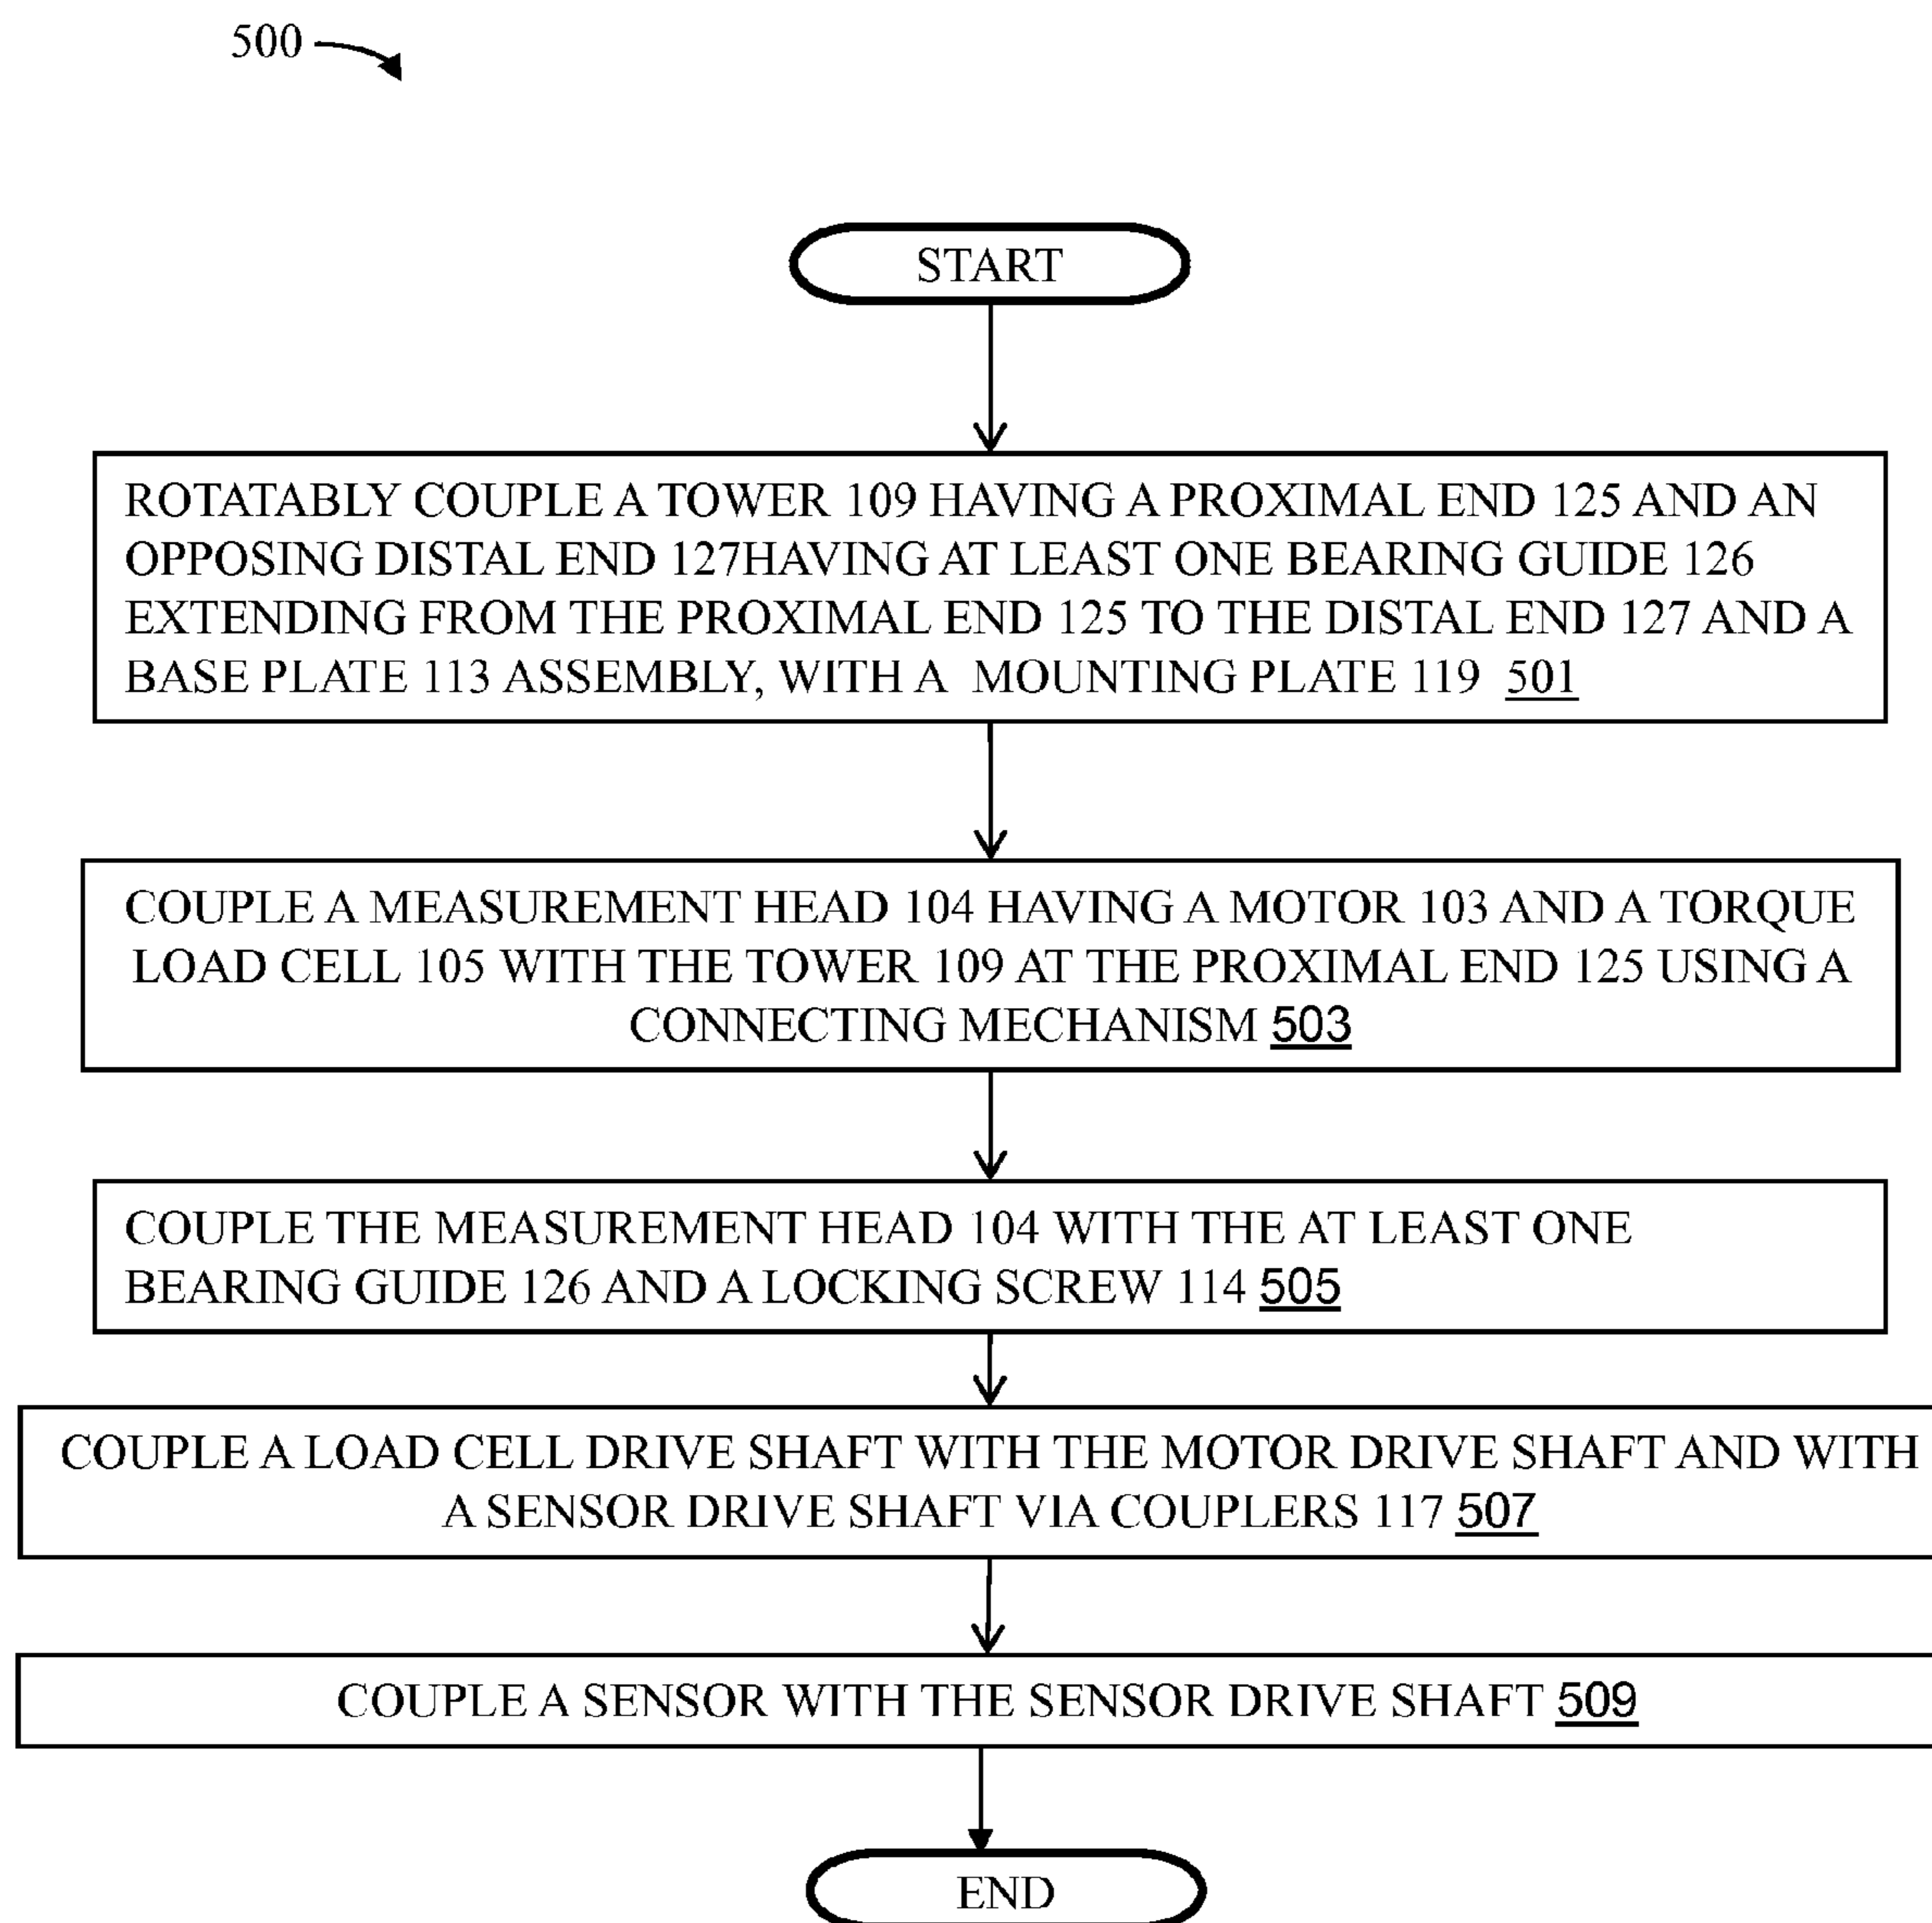 500
START
ROTATABLY COUPLE A TOWER 109 HAVING A PROXIMAL END 125 AND AN
OPPOSING DISTAL END 127HAVING AT LEAST ONE BEARING GUIDE 126
EXTENDING FROM THE PROXIMAL END 125 TO THE DISTAL END 127 AND A
BASE PLATE 113 ASSEMBLY, WITH A MOUNTING PLATE 119 501
COUPLE A MEASUREMENT HEAD 104 HAVING A MOTOR 103 AND A TORQUE
LOAD CELL 105 WITH THE TOWER 109 AT THE PROXIMAL END 125 USING A
CONNECTING MECHANISM 503
COUPLE THE MEASUREMENT HEAD 104 WITH THE AT LEAST ONE
BEARING GUIDE 126 AND A LOCKING SCREW 114 505
COUPLE A LOAD CELL DRIVE SHAFT WITH THE MOTOR DRIVE SHAFT AND WITH
A SENSOR DRIVE SHAFT VIA COUPLERS 117 507
COUPLE A SENSOR WITH THE SENSOR DRIVE SHAFT 509
END